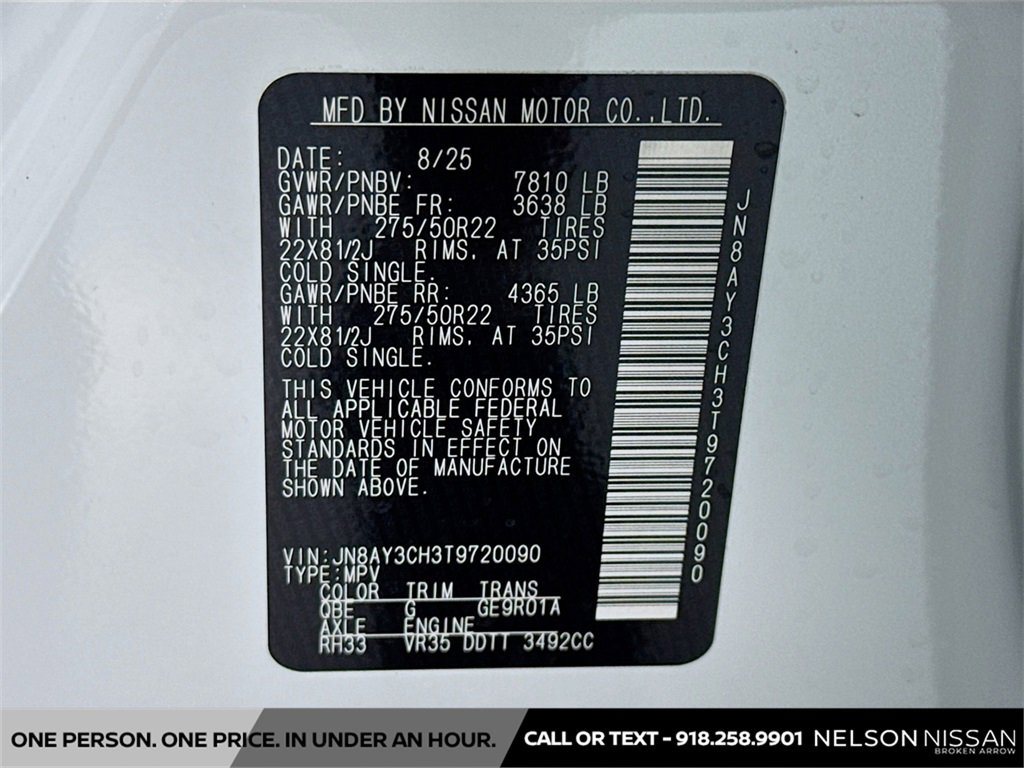 MFD BY NISSAN MOTOR CO.,LTD.
DATE: 8/25
GVWR/PNBV: 7810 LB
GAWR/PNBE FR: 3638 LB
WITH 275/50R22 TIRES
22X81/2J RIMS, AT 35PSI
COLD SINGLE.
GAWR/PNBE RR: 4365 LB
WITH 275/50R22 TIRES
22X81/2J RIMS, AT 35PSI
COLD SINGLE.
THIS VEHICLE CONFORMS TO
ALL APPLICABLE FEDERAL
MOTOR VEHICLE SAFETY
STANDARDS IN EFFECT ON
THE DATE OF MANUFACTURE
SHOWN ABOVE.
VIN:JN8AY3CH3T9720090
TYPE:MPV
COLOR TRIM TRANS
QBE G GE9R01A
AXLE ENGINE
RH33 VR35 DDTT 3492CC
JN8AY3CH3T9720090
ONE PERSON. ONE PRICE. IN UNDER AN HOUR.
CALL OR TEXT - 918.258.9901
NELSON NISSAN
BROKEN ARROW